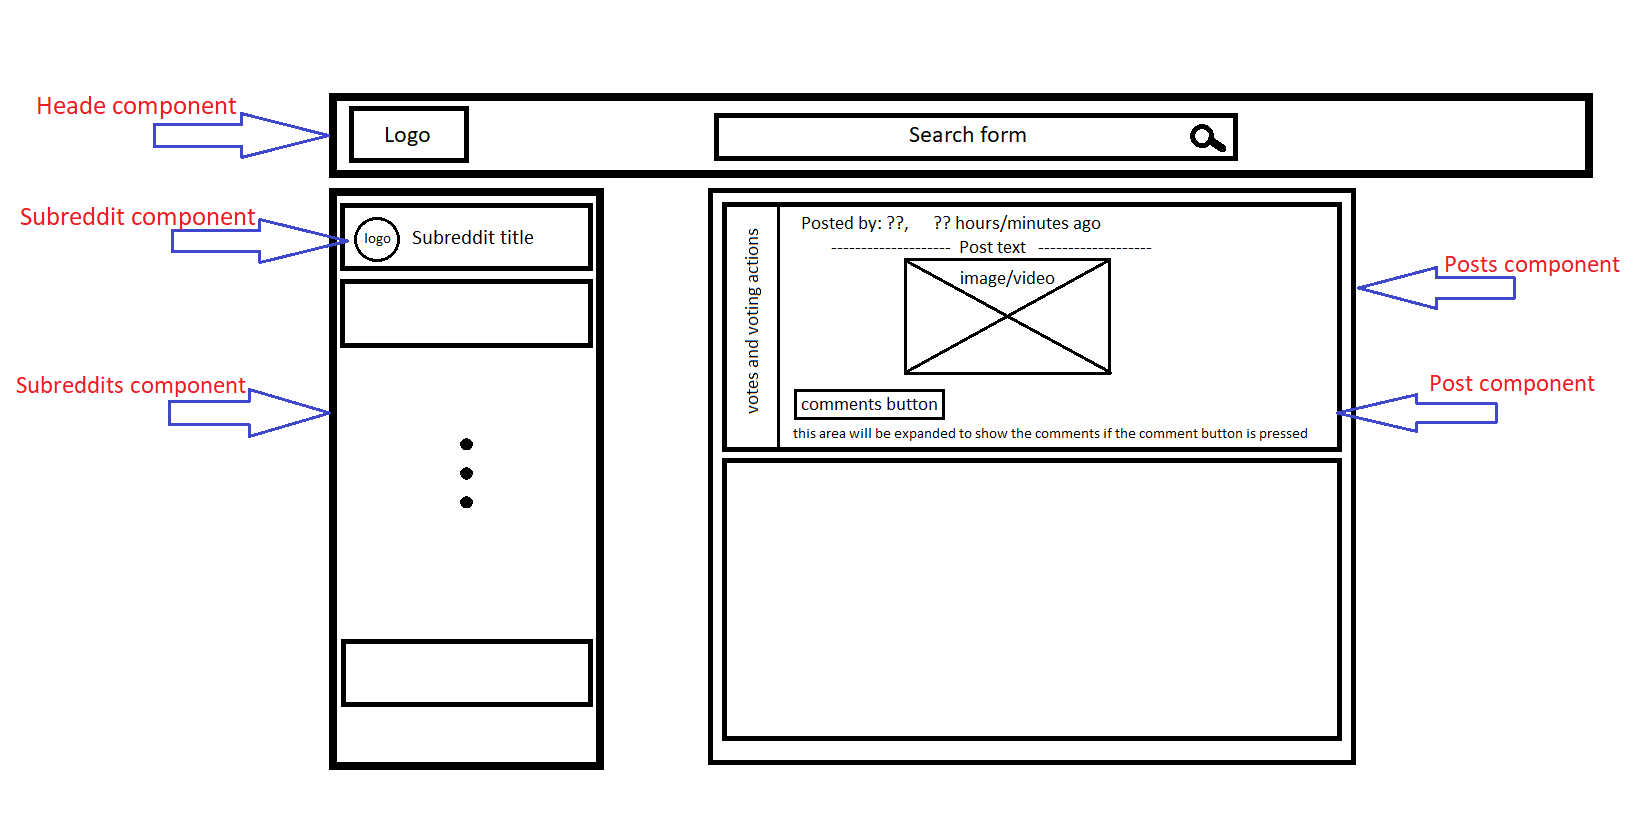 Heade component
Logo
Search form
Subreddit component
logo
Subreddit title
Subreddits component
votes and voting actions
Posted by: ??, ?? hours/minutes ago
-------------------- Post text -------------------
image/video
comments button
this area will be expanded to show the comments if the comment button is pressed
Posts component
Post component